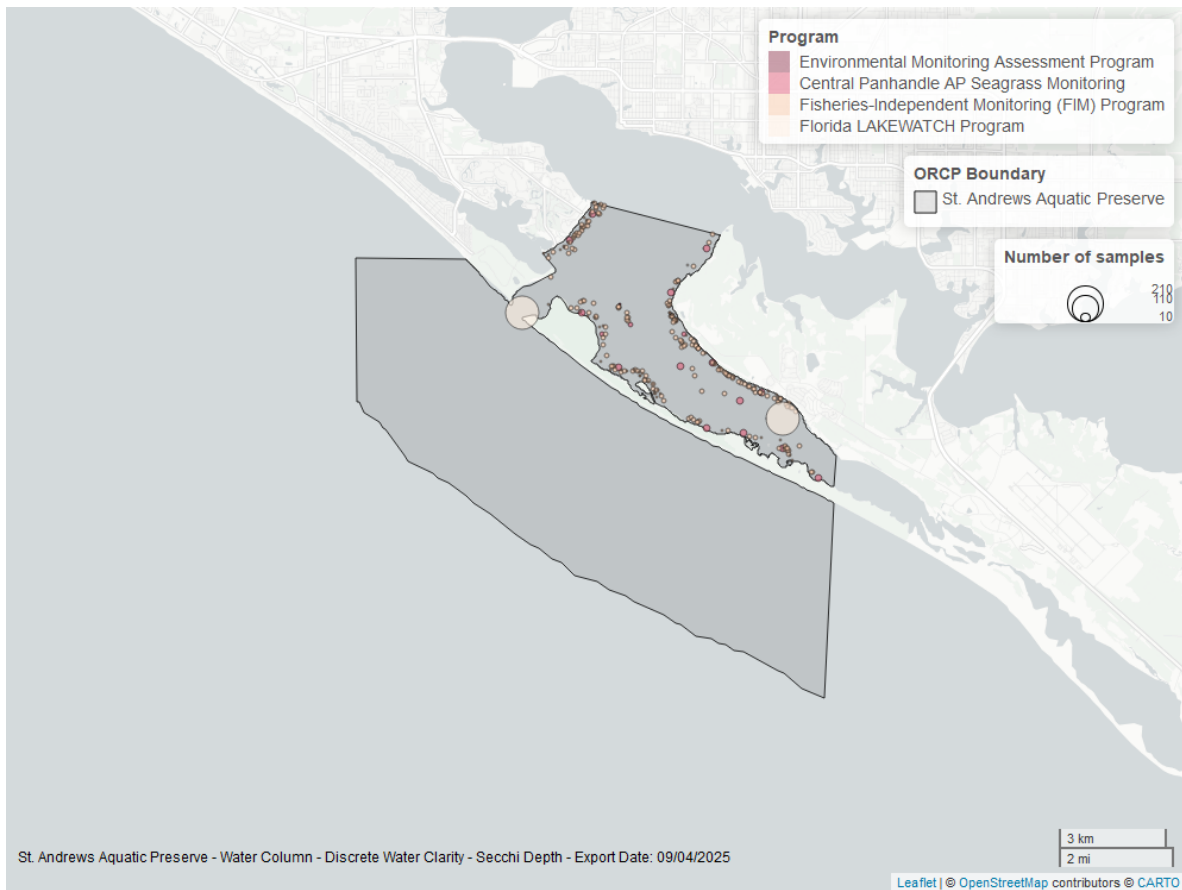 Program
Environmental Monitoring Assessment Program
Central Panhandle AP Seagrass Monitoring
Fisheries-Independent Monitoring (FIM) Program
Florida LAKEWATCH Program
ORCP Boundary
St. Andrews Aquatic Preserve
Number of samples
210
110
10
3 km
2 mi
St. Andrews Aquatic Preserve - Water Column - Discrete Water Clarity - Secchi Depth - Export Date: 09/04/2025
Leaflet | © OpenStreetMap contributors © CARTO